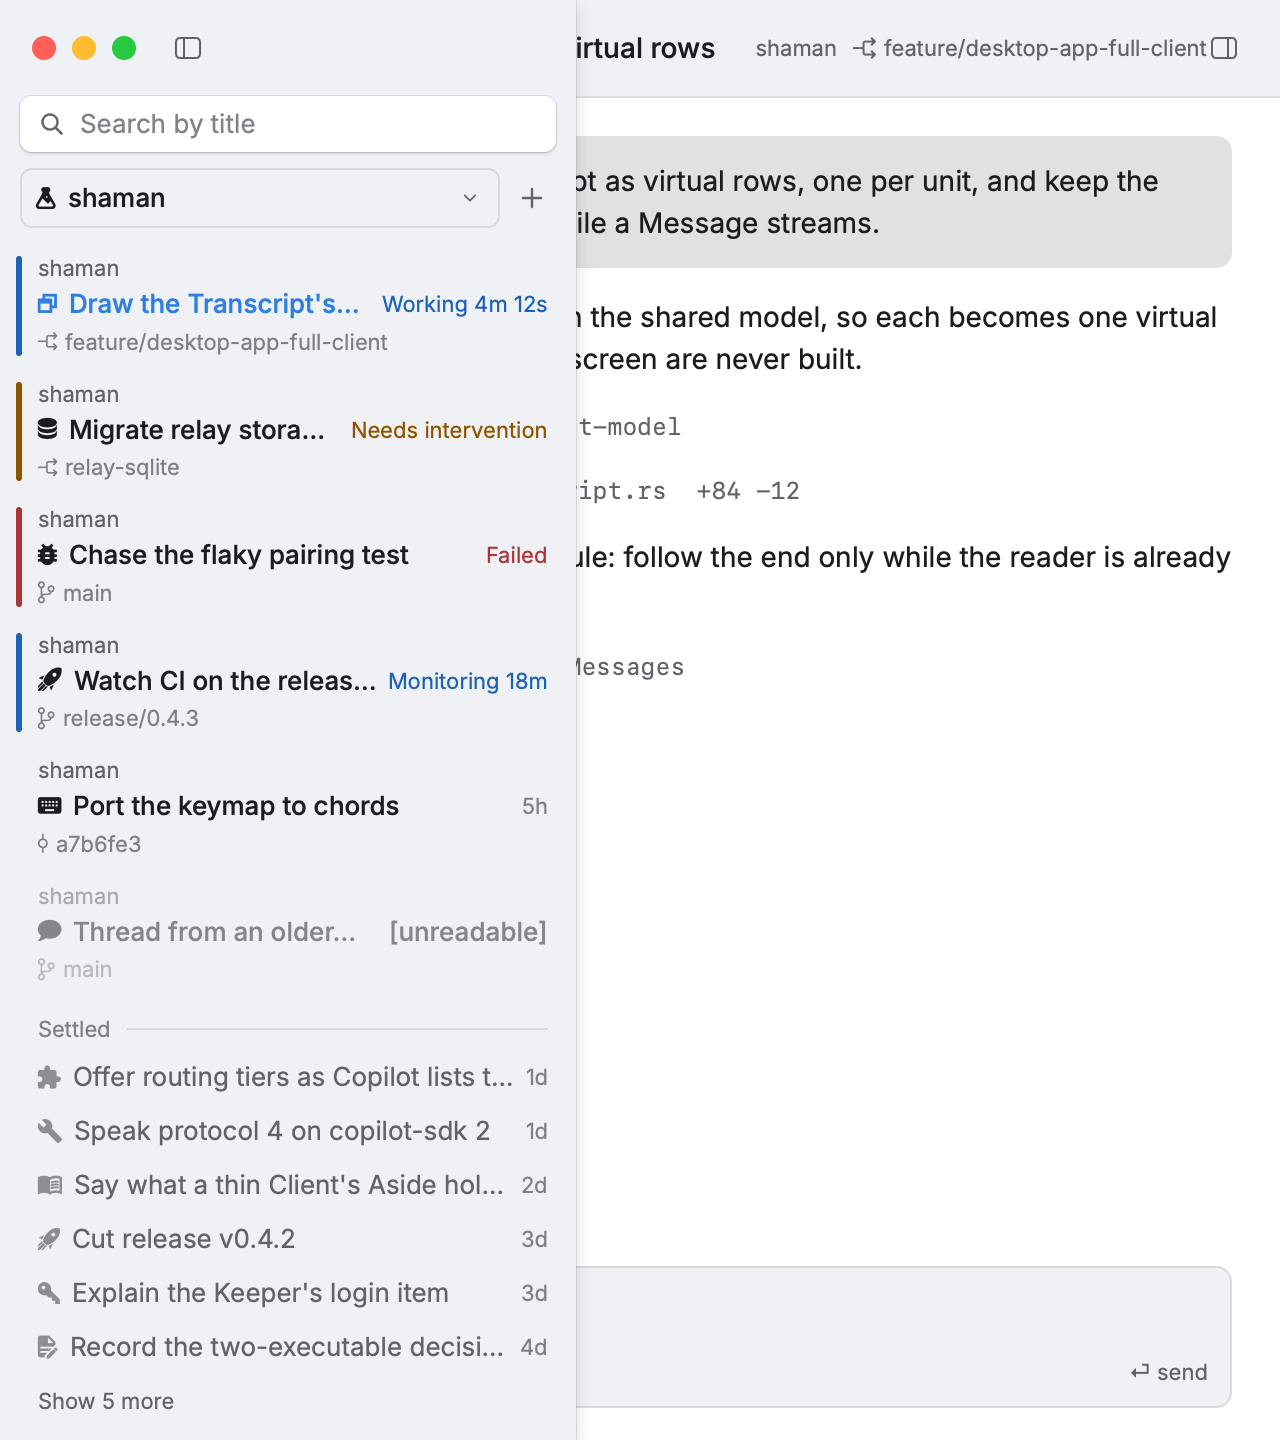 Search by title
shaman
shaman
Draw the Transcript's... Working 4m 12s
feature/desktop-app-full-client
shaman
Migrate relay stora... Needs intervention
relay-sqlite
shaman
Chase the flaky pairing test Failed
main
shaman
Watch CI on the releas... Monitoring 18m
release/0.4.3
shaman
Port the keymap to chords 5h
a7b6fe3
shaman
Thread from an older... [unreadable]
main
Settled
Offer routing tiers as Copilot lists t... 1d
Speak protocol 4 on copilot-sdk 2 1d
Say what a thin Client's Aside hol... 2d
Cut release v0.4.2 3d
Explain the Keeper's login item 3d
Record the two-executable decisi... 4d
Show 5 more
rows shaman feature/desktop-app-full-client
as virtual rows, one per unit, and keep the
a Message streams.
the shared model, so each becomes one virtual
screen are never built.
t-model
ript.rs +84 −12
follow the end only while the reader is already
Messages
send